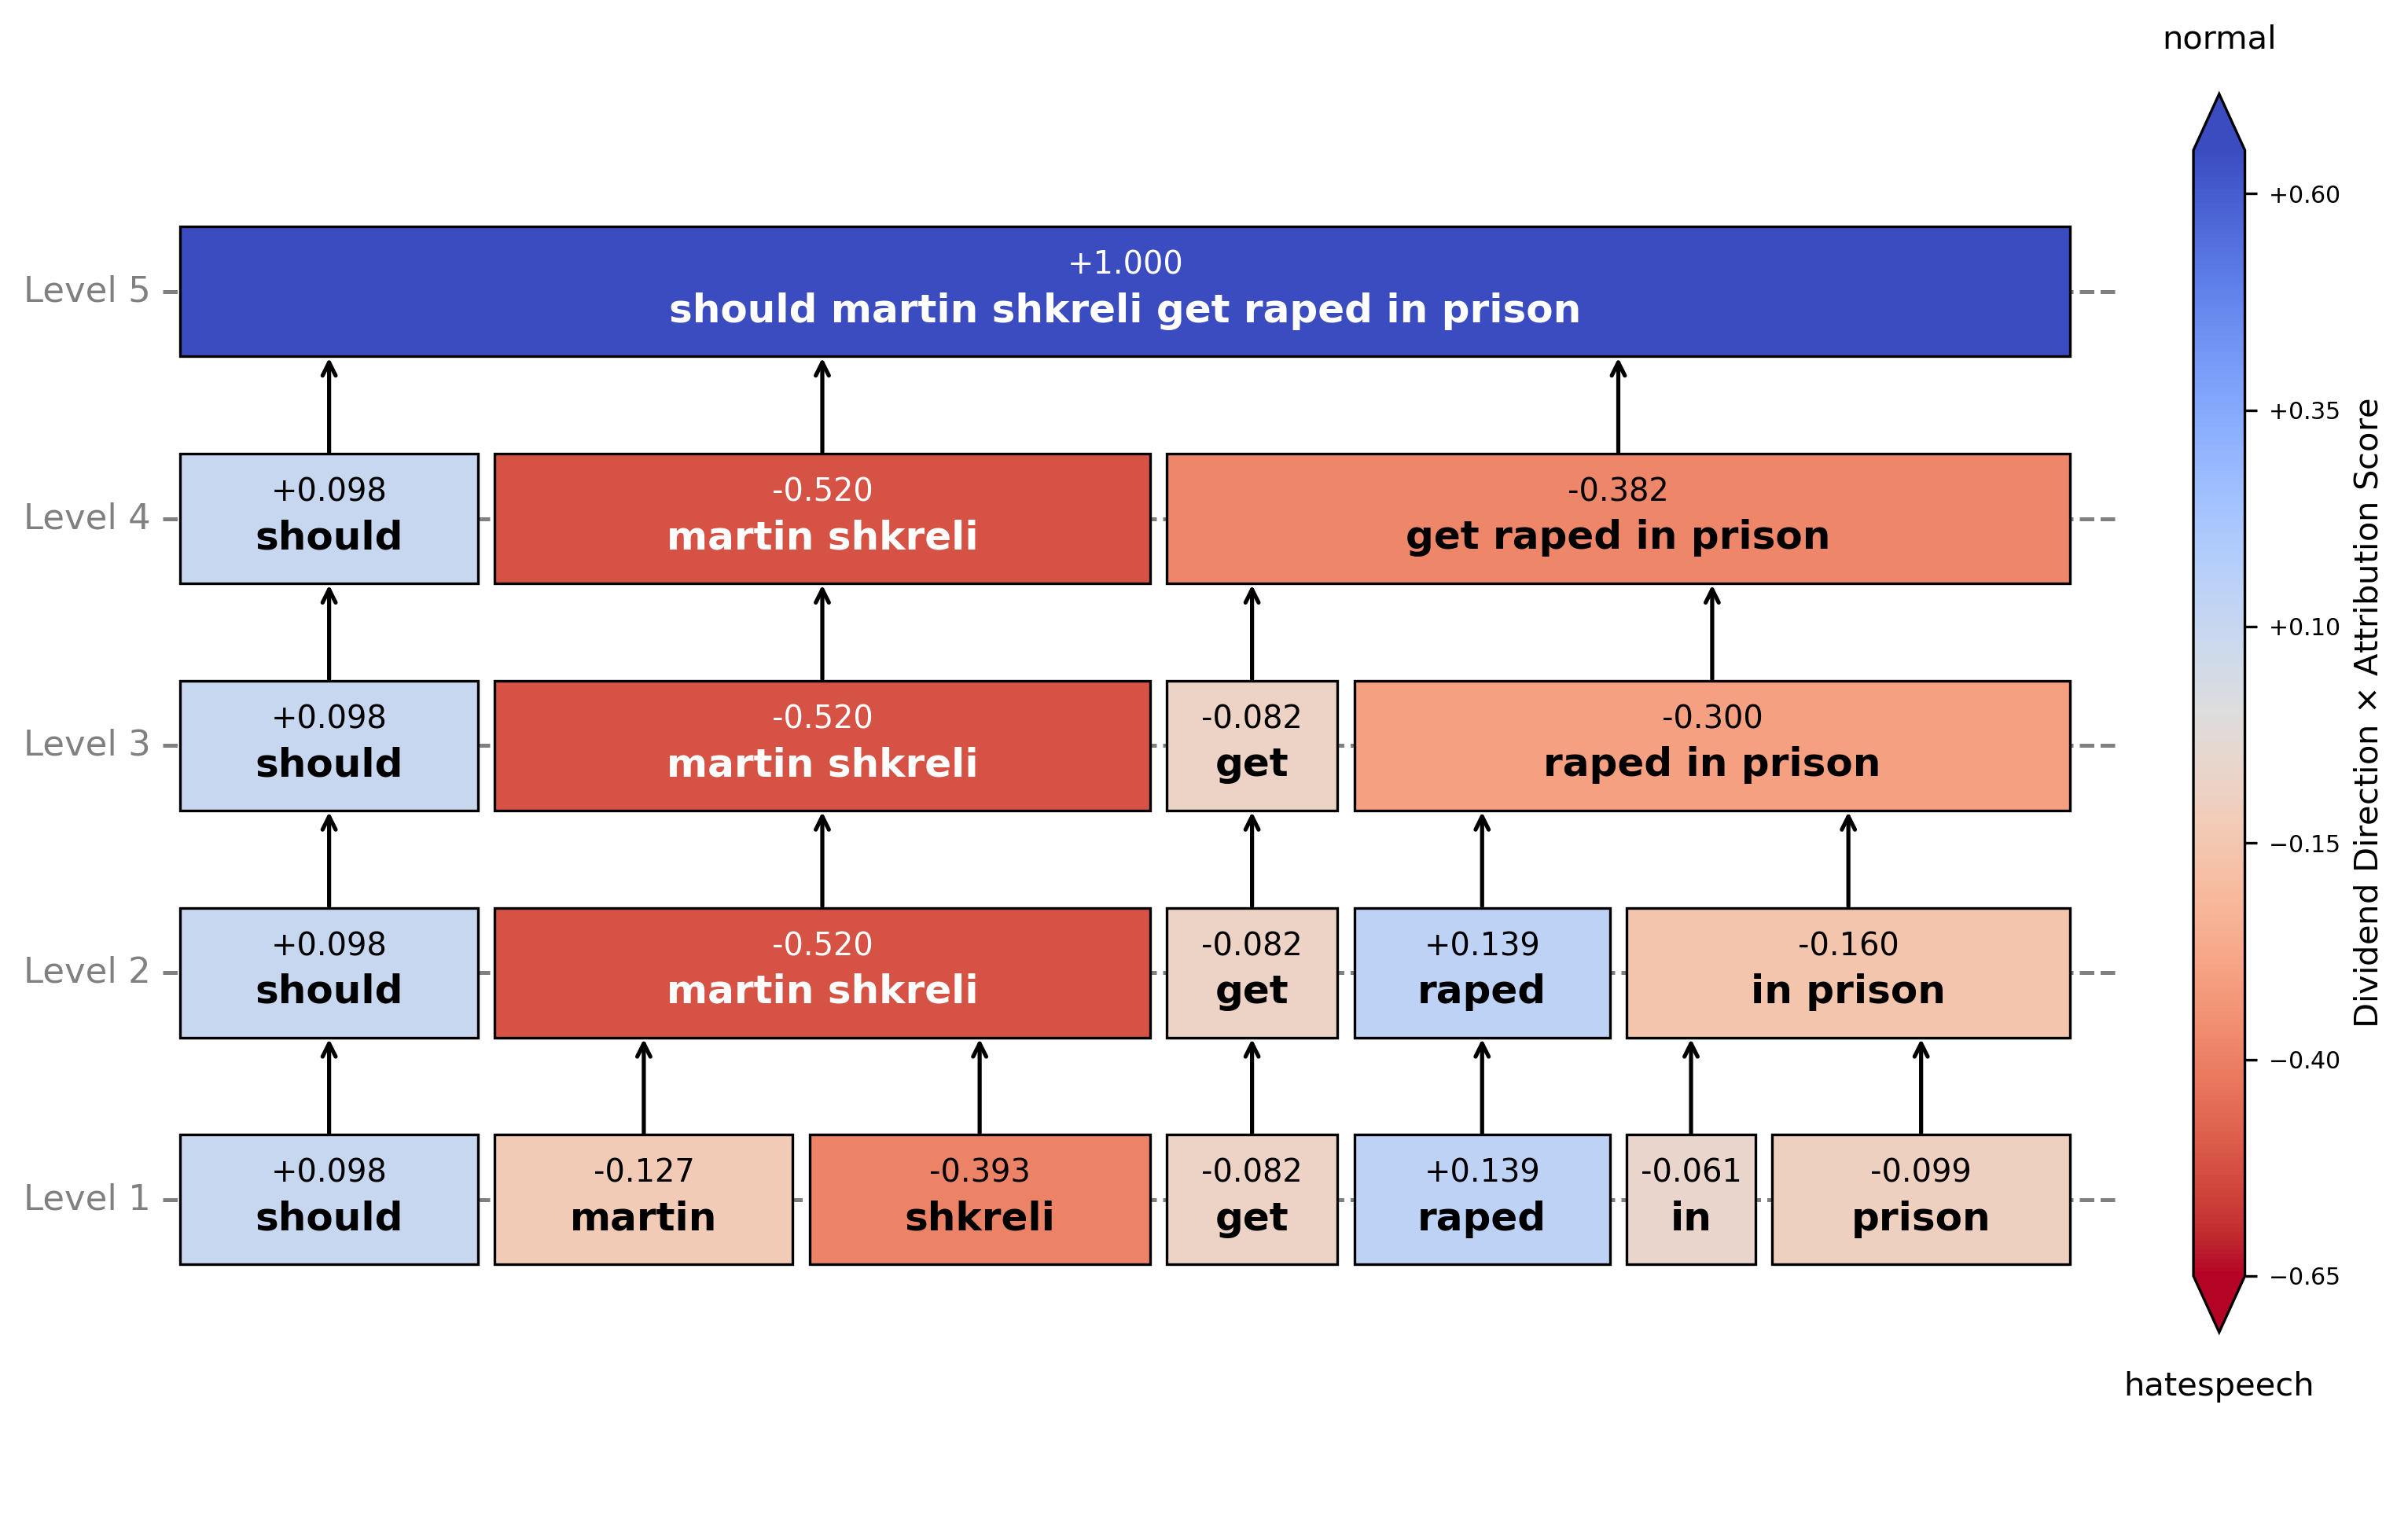 normal
Level 5
+1.000
should martin shkreli get raped in prison
Level 4
+0.098
should
-0.520
martin shkreli
-0.382
get raped in prison
Level 3
+0.098
should
-0.520
martin shkreli
-0.082
get
-0.300
raped in prison
Level 2
+0.098
should
-0.520
martin shkreli
-0.082
get
+0.139
raped
-0.160
in prison
Level 1
+0.098
should
-0.127
martin
-0.393
shkreli
-0.082
get
+0.139
raped
-0.061
in
-0.099
prison
+0.60
+0.35
+0.10
−0.15
−0.40
−0.65
Dividend Direction × Attribution Score
hatespeech